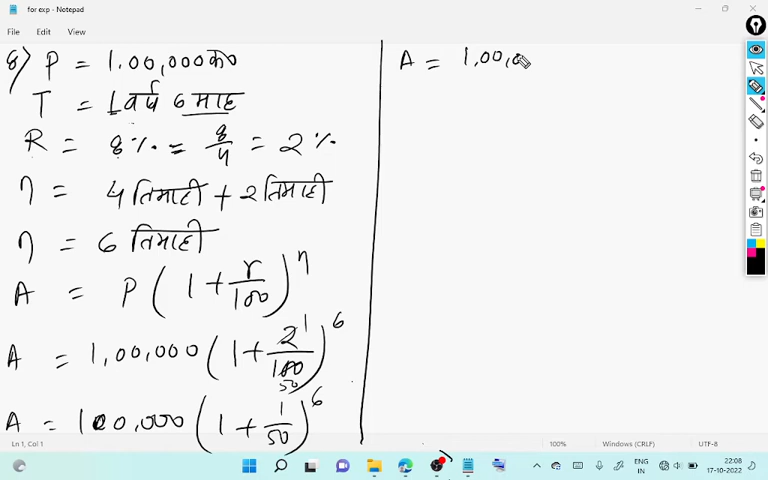 for exp - Notepad
File Edit View
8) P = 1,00,000 का
T = 1 वर्ष 6 माह
R = 8 % = 8/4 = 2 %
η = 4 तिमाही + 2 तिमाही
η = 6 तिमाही
A = P ( 1 + r/100 )^η
A = 1,00,000 ( 1 + 2 1/100 50 )^6
A = 100,000 ( 1 + 1/50 )^6
A = 1,00,0
Ln 1, Col 1 100% Windows (CRLF) UTF-8
ENG IN 22:08 17-10-2022